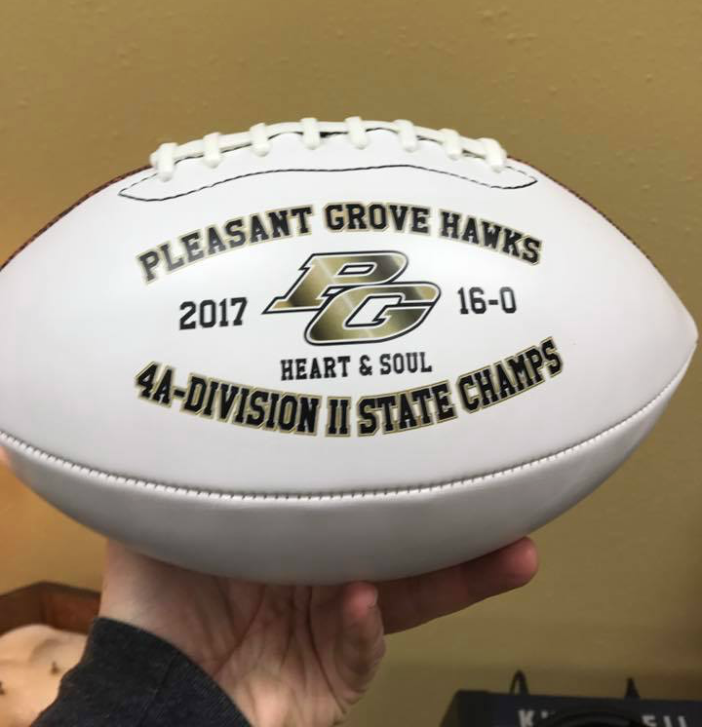 PLEASANT GROVE HAWKS
2017 PG 16-0
HEART & SOUL
4A-DIVISION II STATE CHAMPS